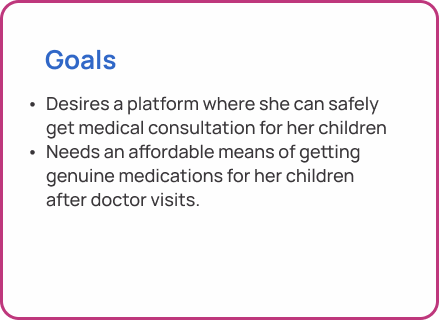 Goals
• Desires a platform where she can safely
get medical consultation for her children
• Needs an affordable means of getting
genuine medications for her children
after doctor visits.